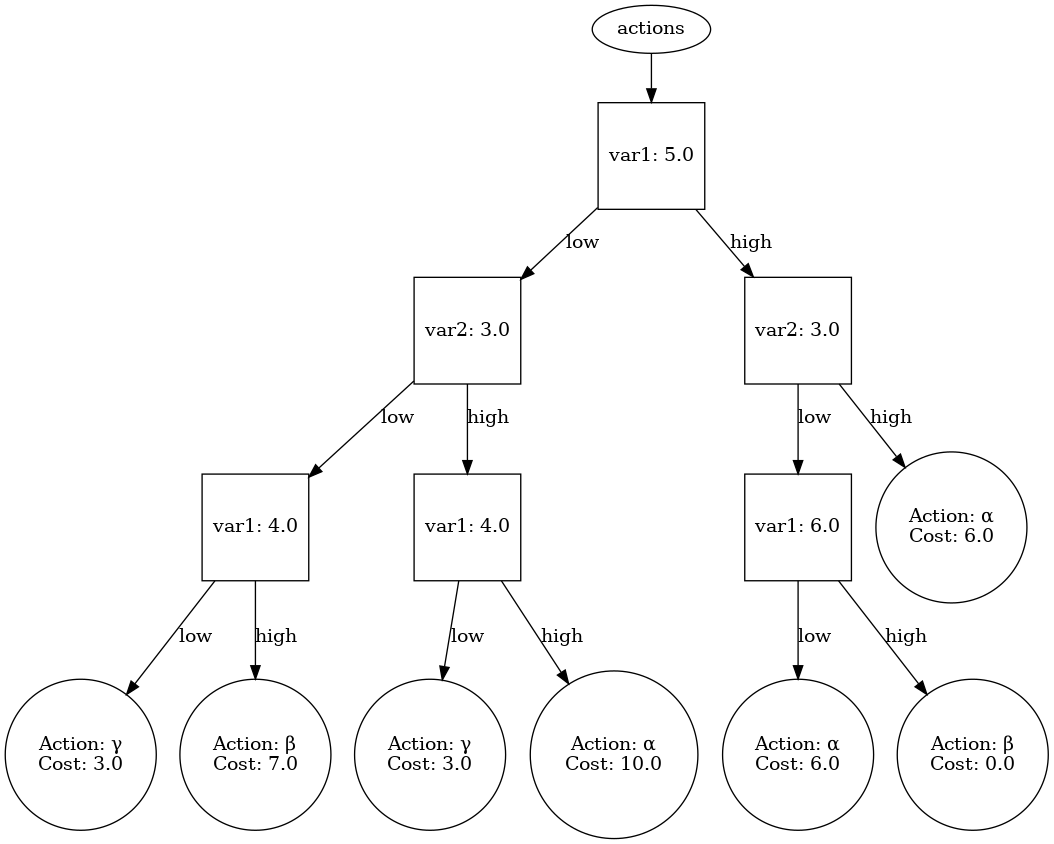 actions
var1: 5.0
low
high
var2: 3.0
var2: 3.0
low
high
low
high
var1: 4.0
var1: 4.0
var1: 6.0
Action: α
Cost: 6.0
low
high
low
high
low
high
Action: γ
Cost: 3.0
Action: β
Cost: 7.0
Action: γ
Cost: 3.0
Action: α
Cost: 10.0
Action: α
Cost: 6.0
Action: β
Cost: 0.0